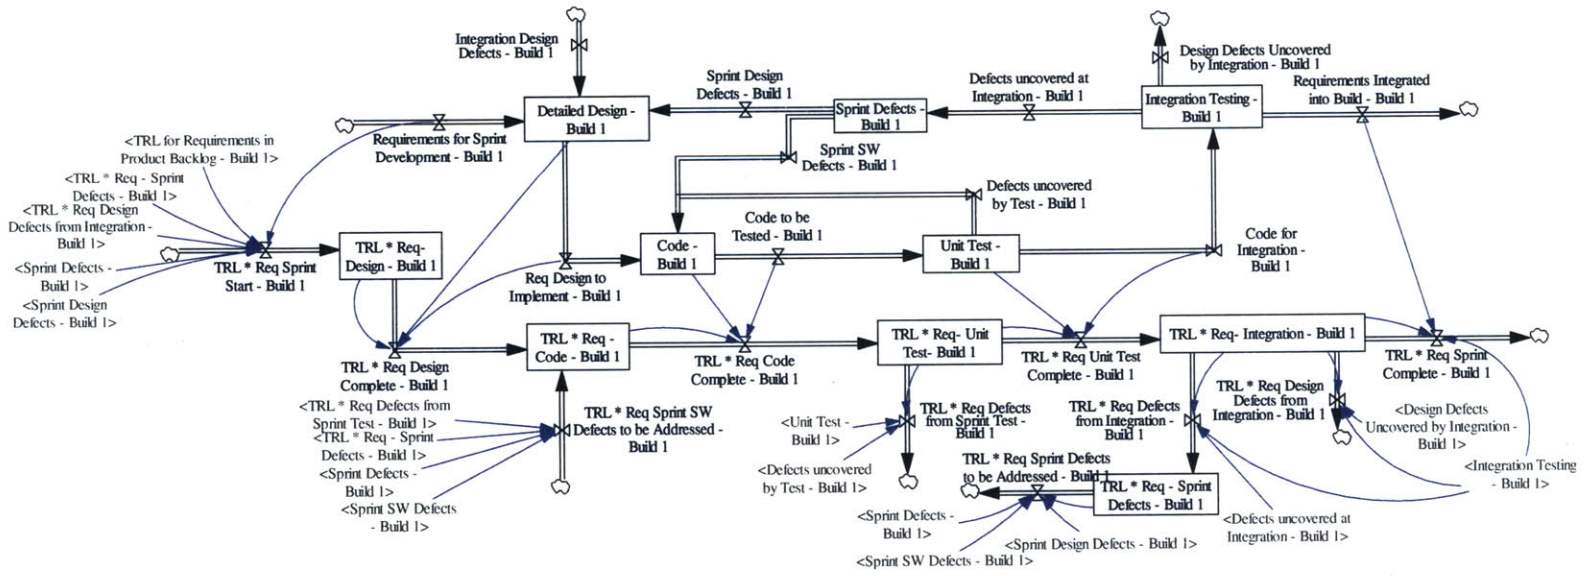 Integration Design
Defects - Build 1
Design Defects Uncovered
by Integration - Build 1
Sprint Design
Defects - Build 1
Defects uncovered at
Integration - Build 1
Requirements Integrated
into Build - Build 1
Detailed Design -
Build 1
Sprint Defects -
Build 1
Integration Testing -
Build 1
Requirements for Sprint
Development - Build 1
<TRL for Requirements in
Product Backlog - Build 1>
<TRL * Req - Sprint
Defects - Build 1>
<TRL * Req Design
Defects from Integration -
Build 1>
<Sprint Defects -
Build 1>
<Sprint Design
Defects - Build 1>
TRL * Req Sprint
Start - Build 1
TRL * Req-
Design - Build 1
Sprint SW
Defects - Build 1
Defects uncovered
by Test - Build 1
Code to be
Tested - Build 1
Code -
Build 1
Unit Test -
Build 1
Code for
Integration -
Build 1
Req Design to
Implement - Build 1
TRL * Req Design
Complete - Build 1
TRL * Req -
Code - Build 1
TRL * Req Code
Complete - Build 1
TRL * Req- Unit
Test- Build 1
TRL * Req Unit Test
Complete - Build 1
TRL * Req- Integration - Build 1
TRL * Req Sprint
Complete - Build 1
<TRL * Req Defects from
Sprint Test - Build 1>
<TRL * Req - Sprint
Defects - Build 1>
<Sprint Defects -
Build 1>
<Sprint SW Defects
- Build 1>
TRL * Req Sprint SW
Defects to be Addressed -
Build 1
<Unit Test -
Build 1>
<Defects uncovered
by Test - Build 1>
TRL * Req Defects
from Sprint Test -
Build 1
TRL * Req Defects
from Integration -
Build 1
TRL * Req Design
Defects from
Integration - Build 1
<Design Defects
Uncovered by Integration -
Build 1>
<Integration Testing
- Build 1>
TRL * Req Sprint Defects
to be Addressed - Build 1
TRL * Req - Sprint
Defects - Build 1
<Sprint Defects -
Build 1>
<Sprint SW Defects - Build 1>
<Sprint Design Defects - Build 1>
<Defects uncovered at
Integration - Build 1>